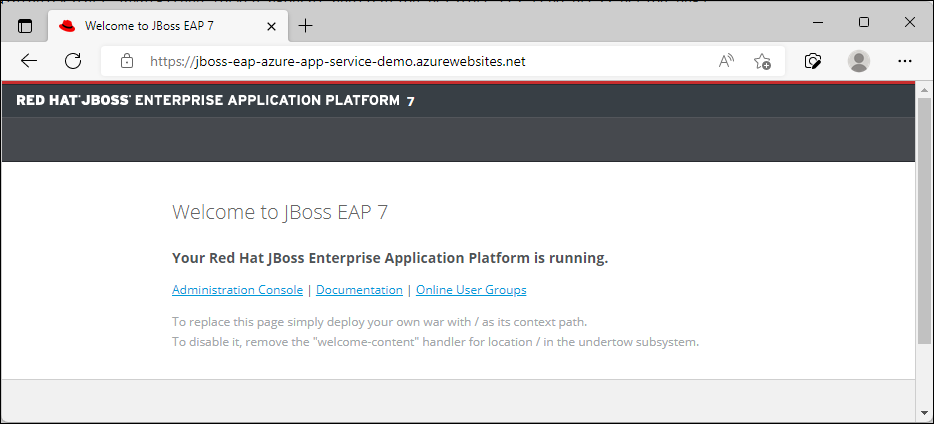 Welcome to JBoss EAP 7
https://jboss-eap-azure-app-service-demo.azurewebsites.net
RED HAT® JBOSS® ENTERPRISE APPLICATION PLATFORM 7
Welcome to JBoss EAP 7
Your Red Hat JBoss Enterprise Application Platform is running.
Administration Console | Documentation | Online User Groups
To replace this page simply deploy your own war with / as its context path.
To disable it, remove the "welcome-content" handler for location / in the undertow subsystem.